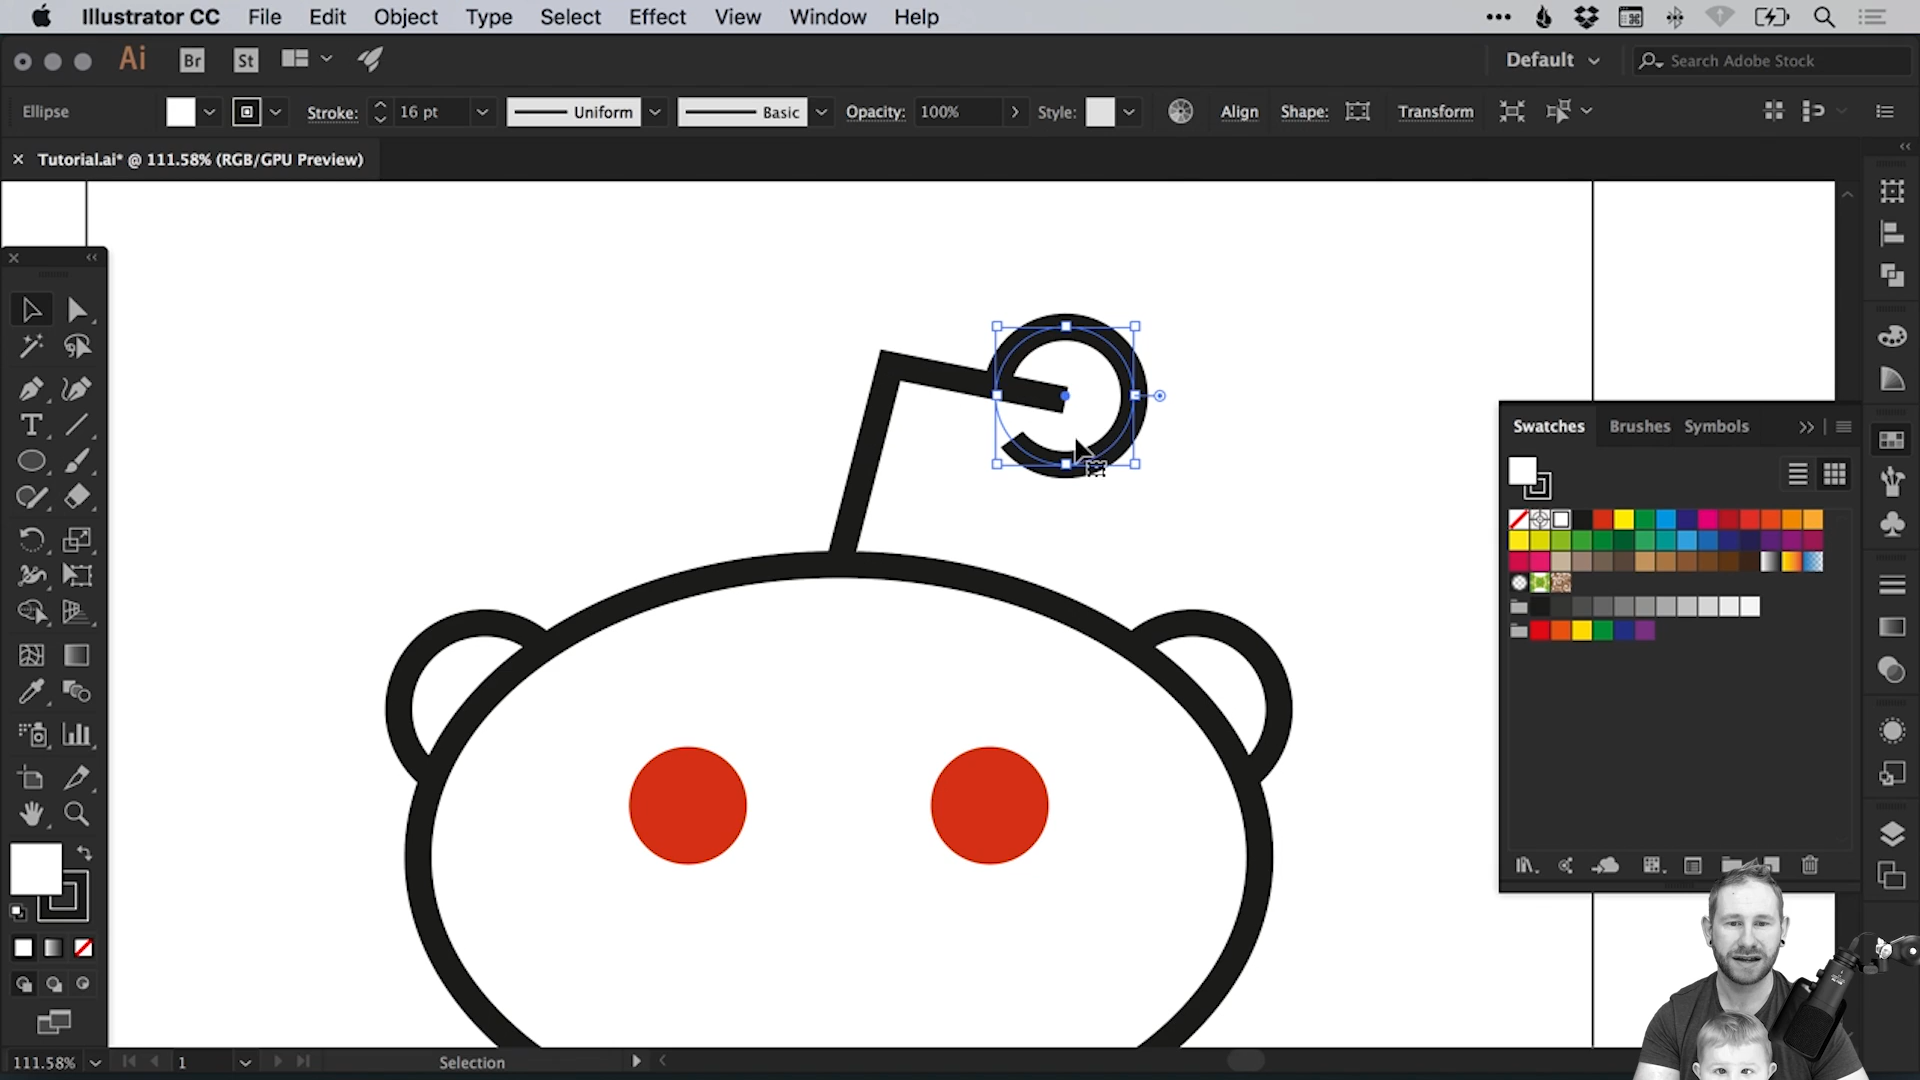 Illustrator CC File Edit Object Type Select Effect View Window Help
Ai Br St Default Search Adobe Stock
Ellipse Stroke: 16 pt Uniform Basic Opacity: 100% Style: Align Shape: Transform
Tutorial.ai* @ 111.58% (RGB/GPU Preview)
Swatches Brushes Symbols
T
111.58% 1 Selection